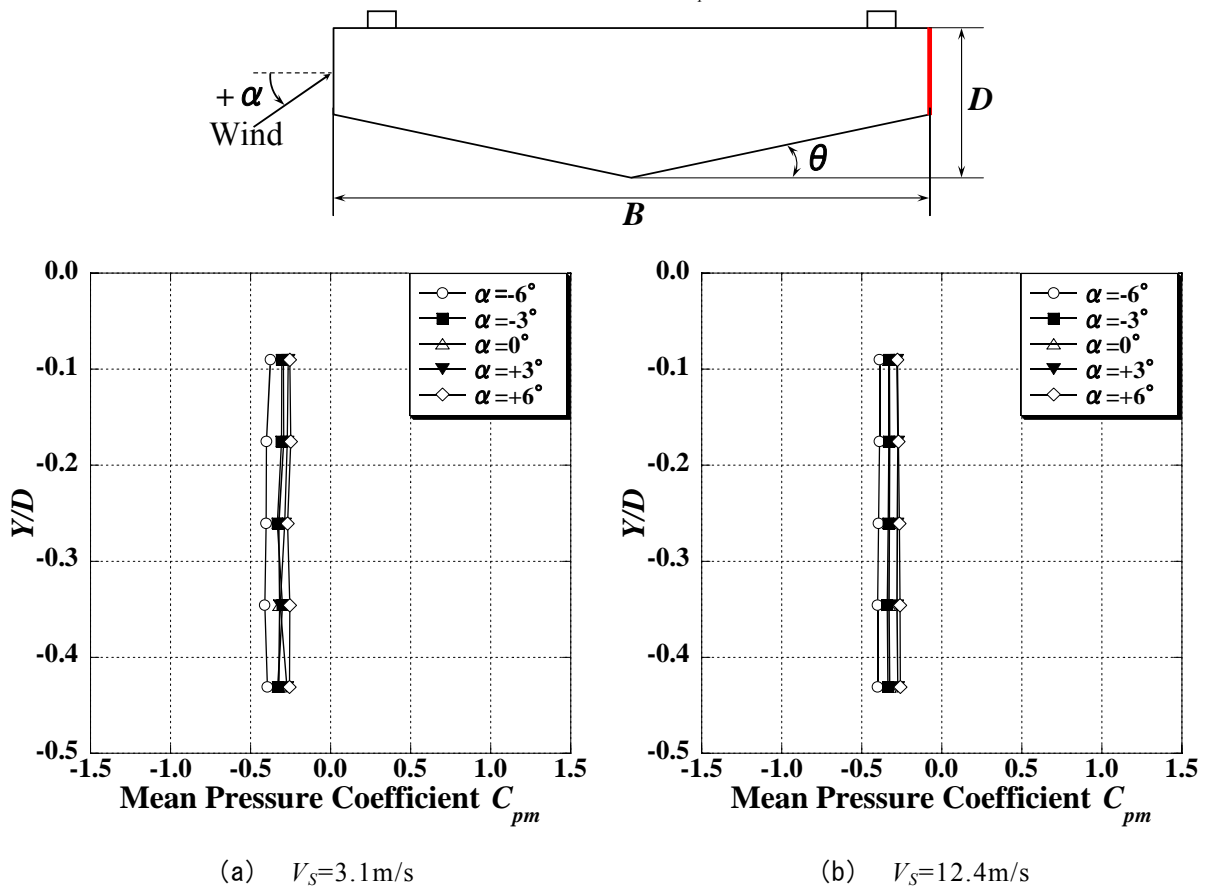 + α
Wind
D
θ
B
0.0
-0.1
-0.2
-0.3
-0.4
-0.5
Y/D
-1.5 -1.0 -0.5 0.0 0.5 1.0 1.5
Mean Pressure Coefficient Cpm
α=-6°
α=-3°
α=0°
α=+3°
α=+6°
(a) VS=3.1m/s
0.0
-0.1
-0.2
-0.3
-0.4
-0.5
Y/D
-1.5 -1.0 -0.5 0.0 0.5 1.0 1.5
Mean Pressure Coefficient Cpm
α=-6°
α=-3°
α=0°
α=+3°
α=+6°
(b) VS=12.4m/s